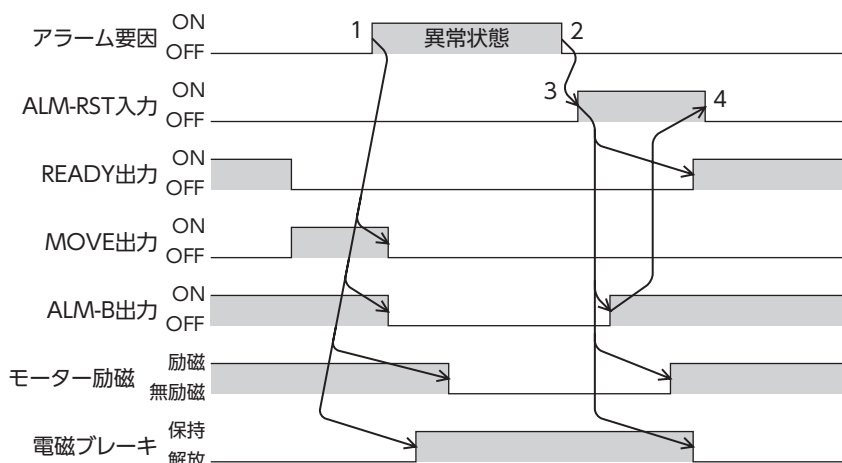 アラーム要因 ON OFF 1 異常状態 2
ALM-RST入力 ON OFF 3 4
READY出力 ON OFF
MOVE出力 ON OFF
ALM-B出力 ON OFF
モーター励磁 励磁 無励磁
電磁ブレーキ 保持 解放